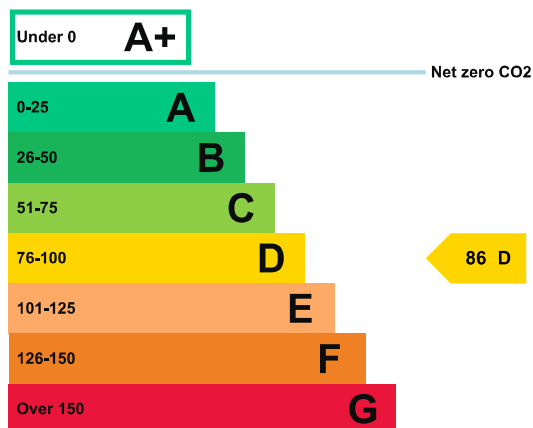 Under 0 A+
Net zero CO2
0-25 A
26-50 B
51-75 C
76-100 D
86 D
101-125 E
126-150 F
Over 150 G